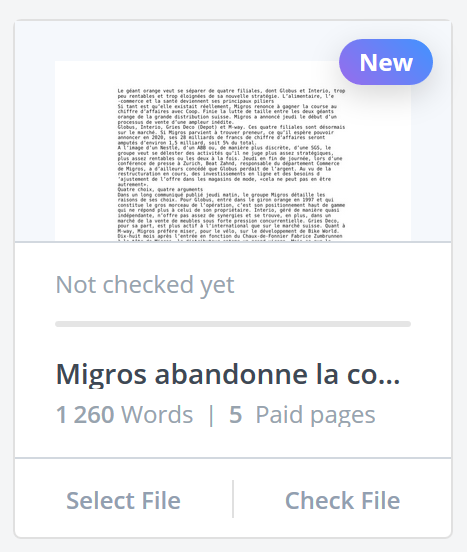 New
Le géant orange veut se séparer de quatre filiales, dont Globus et Interio, trop
peu rentables et trop éloignées de sa nouvelle stratégie. L'alimentaire, l'e
-commerce et la santé deviennent ses principaux piliers
Si tant est qu'elle existait réellement, Migros renonce à gagner la course au
chiffre d'affaires avec Coop. Finie la lutte de taille entre les deux géants
orange de la grande distribution suisse. Migros a annoncé jeudi le début d'un
processus de vente d'une ampleur inédite.
Globus, Interio, Gries Deco (Depot) et M-way. Ces quatre filiales sont désormais
sur le marché. Si Migros parvient à trouver preneur, ce qu'il espère pouvoir
annoncer en 2020, ses 28 milliards de francs de chiffre d'affaires seront
amputés d'environ 1,5 milliard, soit 5% du total.
A l'image d'un Nestlé, d'un ABB ou, de manière plus discrète, d'une SGS, le
groupe veut se délester des activités qu'il ne juge plus assez stratégiques,
plus assez rentables ou les deux à la fois. Jeudi en fin de journée, lors d'une
conférence de presse à Zurich, Beat Zahnd, responsable du département Commerce
de Migros, a d'ailleurs concédé que Globus perdait de l'argent. Au vu de la
restructuration en cours, des investissements en ligne et des besoins d
'ajustement de l'offre dans les magasins de mode, «cela ne peut pas en être
autrement».
Quatre choix, quatre arguments
Dans un long communiqué publié jeudi matin, le groupe Migros détaille les
raisons de ses choix. Pour Globus, entré dans le giron orange en 1997 et qui
constitue le gros morceau de l'opération, c'est son positionnement haut de gamme
qui ne répond plus à celui de son propriétaire. Interio, géré de manière
indépendante, n'offre pas assez de synergies et se trouve, en plus, dans un
marché de la vente de meubles sous forte pression concurrentielle. Gries Deco,
pour sa part, est plus actif à l'international que sur le marché suisse. Quant à
M-way, Migros préfère miser, pour le vélo, sur le développement de Bike World.
Dix-huit mois après l'entrée en fonction du Chaux-de-Fonnier Fabrice Zumbrunnen
Not checked yet
Migros abandonne la co...
1 260 Words | 5 Paid pages
Select File
Check File